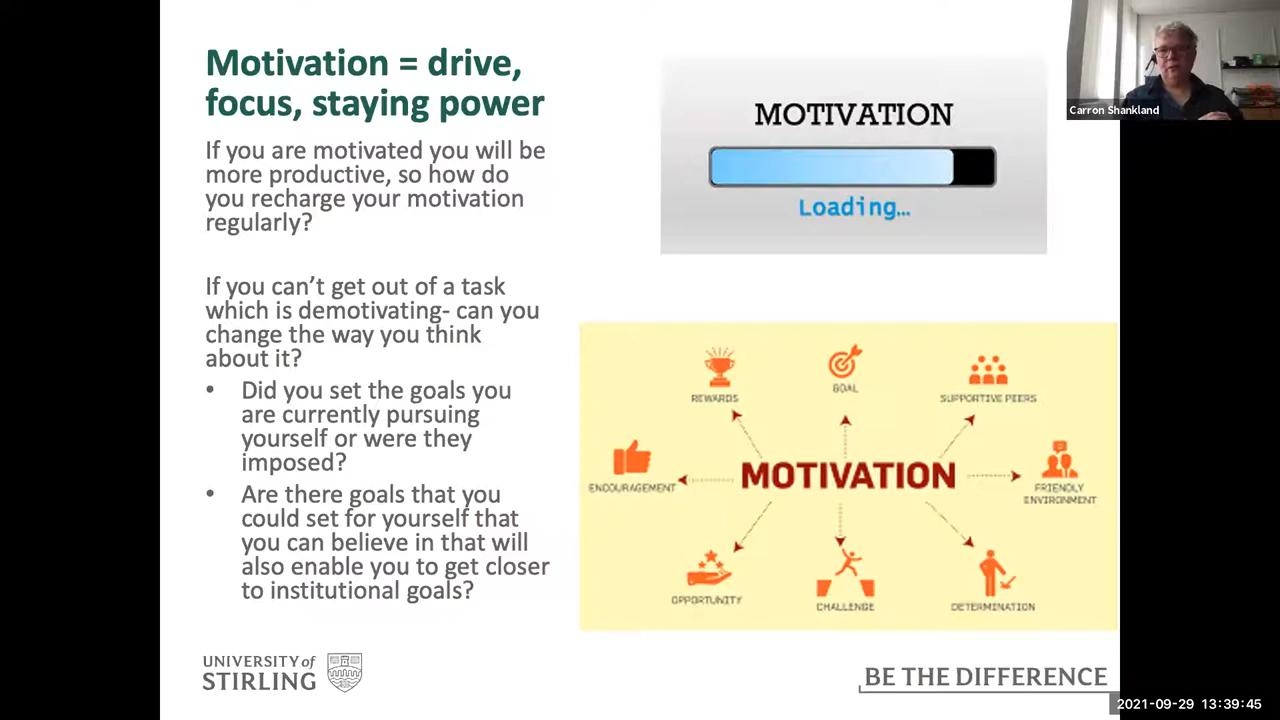 Motivation = drive,
focus, staying power
If you are motivated you will be
more productive, so how do
you recharge your motivation
regularly?
If you can’t get out of a task
which is demotivating- can you
change the way you think
about it?
• Did you set the goals you
are currently pursuing
yourself or were they
imposed?
• Are there goals that you
could set for yourself that
you can believe in that will
also enable you to get closer
to institutional goals?
MOTIVATION
Loading...
Carron Shankland
REWARDS
GOAL
SUPPORTIVE PEERS
ENCOURAGEMENT
MOTIVATION
FRIENDLY
ENVIRONMENT
OPPORTUNITY
CHALLENGE
DETERMINATION
UNIVERSITY of
STIRLING
BE THE DIFFERENCE
2021-09-29 13:39:45